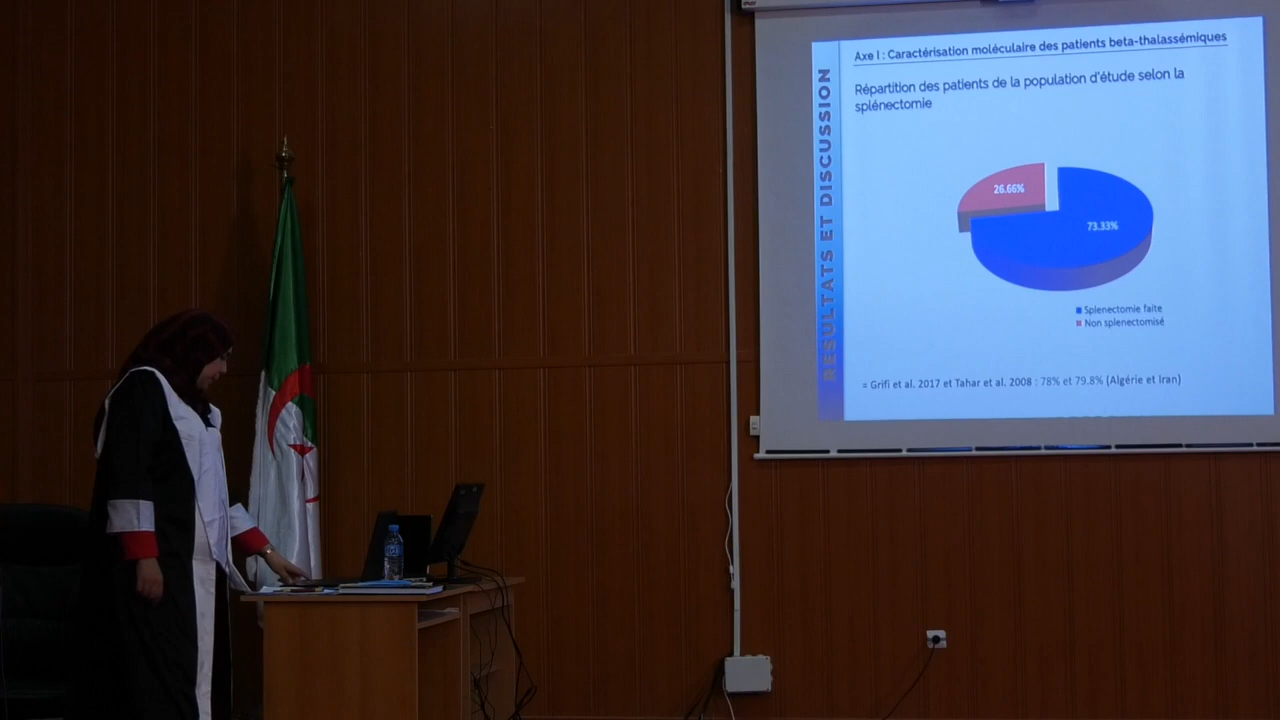 Axe I : Caractérisation moléculaire des patients beta-thalassémiques
RESULTATS ET DISCUSSION
Répartition des patients de la population d'étude selon la
splénectomie
26.66%
73.33%
Splenectomie faite
Non splenectomisé
= Grifi et al. 2017 et Tahar et al. 2008 : 78% et 79.8% (Algérie et Iran)